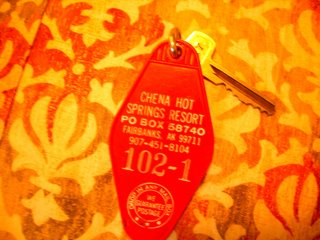 CHENA HOT
SPRINGS RESORT
PO BOX 58740
FAIRBANKS, AK 99711
907-451-8104
102-1
WE
GUARANTEE
POSTAGE